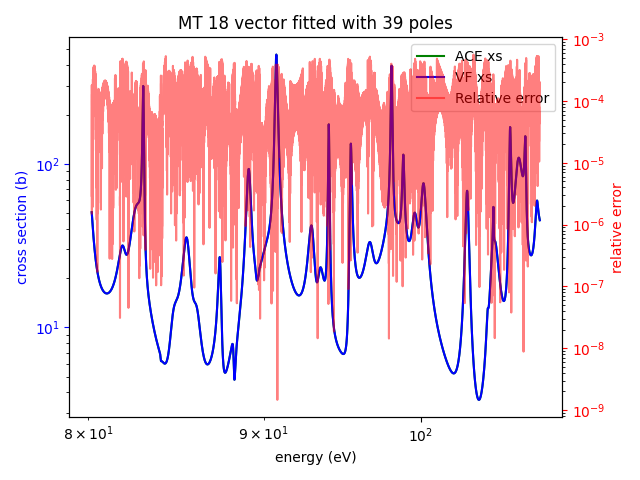 MT 18 vector fitted with 39 poles
ACE xs
VF xs
Relative error
cross section (b)
10²
10¹
relative error
10⁻³
10⁻⁴
10⁻⁵
10⁻⁶
10⁻⁷
10⁻⁸
10⁻⁹
8 × 10¹
9 × 10¹
10²
energy (eV)